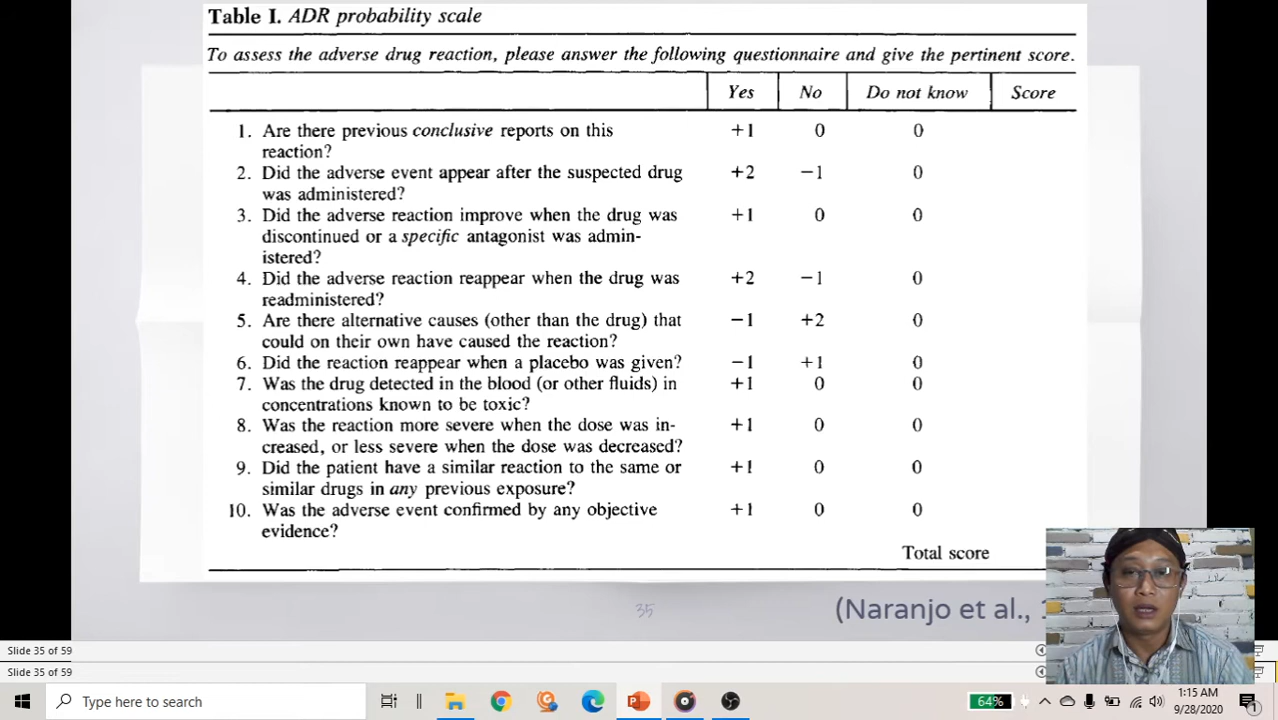 Table I. ADR probability scale
To assess the adverse drug reaction, please answer the following questionnaire and give the pertinent score.
Yes No Do not know Score
1. Are there previous conclusive reports on this +1 0 0
reaction?
2. Did the adverse event appear after the suspected drug +2 −1 0
was administered?
3. Did the adverse reaction improve when the drug was +1 0 0
discontinued or a specific antagonist was admin-
istered?
4. Did the adverse reaction reappear when the drug was +2 −1 0
readministered?
5. Are there alternative causes (other than the drug) that −1 +2 0
could on their own have caused the reaction?
6. Did the reaction reappear when a placebo was given? −1 +1 0
7. Was the drug detected in the blood (or other fluids) in +1 0 0
concentrations known to be toxic?
8. Was the reaction more severe when the dose was in- +1 0 0
creased, or less severe when the dose was decreased?
9. Did the patient have a similar reaction to the same or +1 0 0
similar drugs in any previous exposure?
10. Was the adverse event confirmed by any objective +1 0 0
evidence?
Total score
35
(Naranjo et al.,
Slide 35 of 59
Slide 35 of 59
Type here to search
64%
1:15 AM
9/28/2020
1